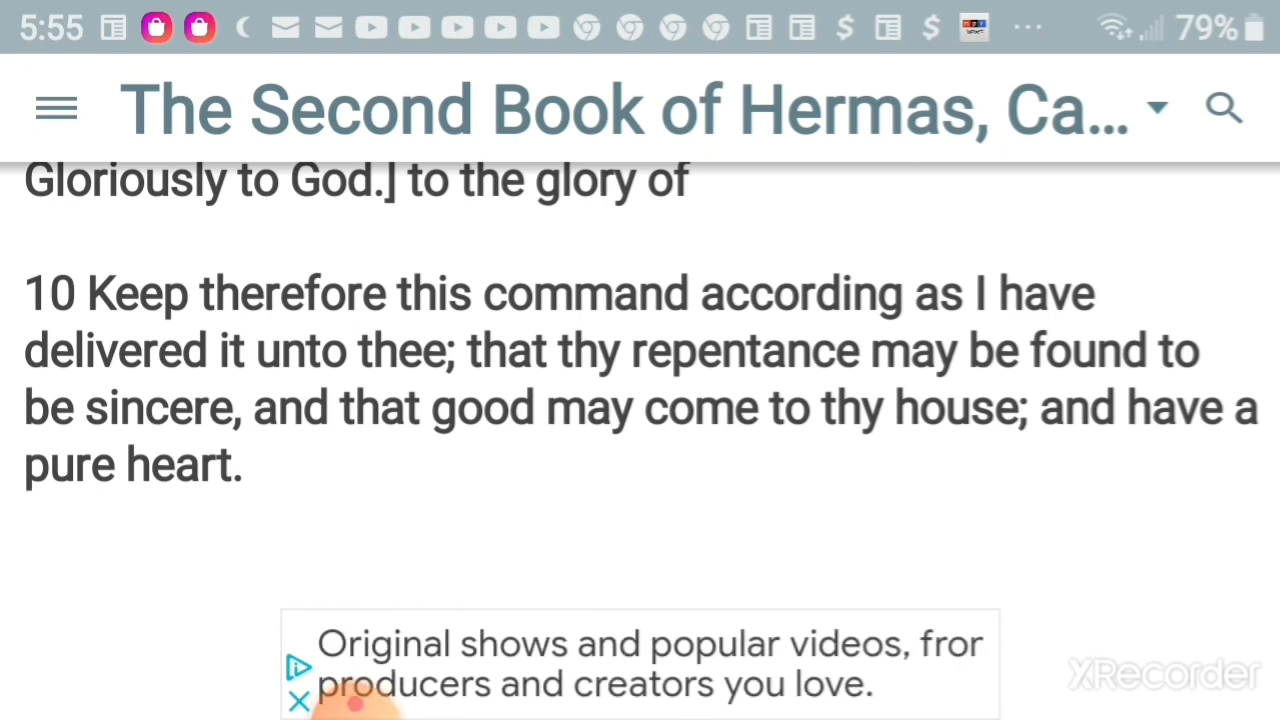 5:55
79%
The Second Book of Hermas, Ca...
Gloriously to God.] to the glory of
10 Keep therefore this command according as I have
delivered it unto thee; that thy repentance may be found to
be sincere, and that good may come to thy house; and have a
pure heart.
Original shows and popular videos, fror
producers and creators you love.
XRecorder